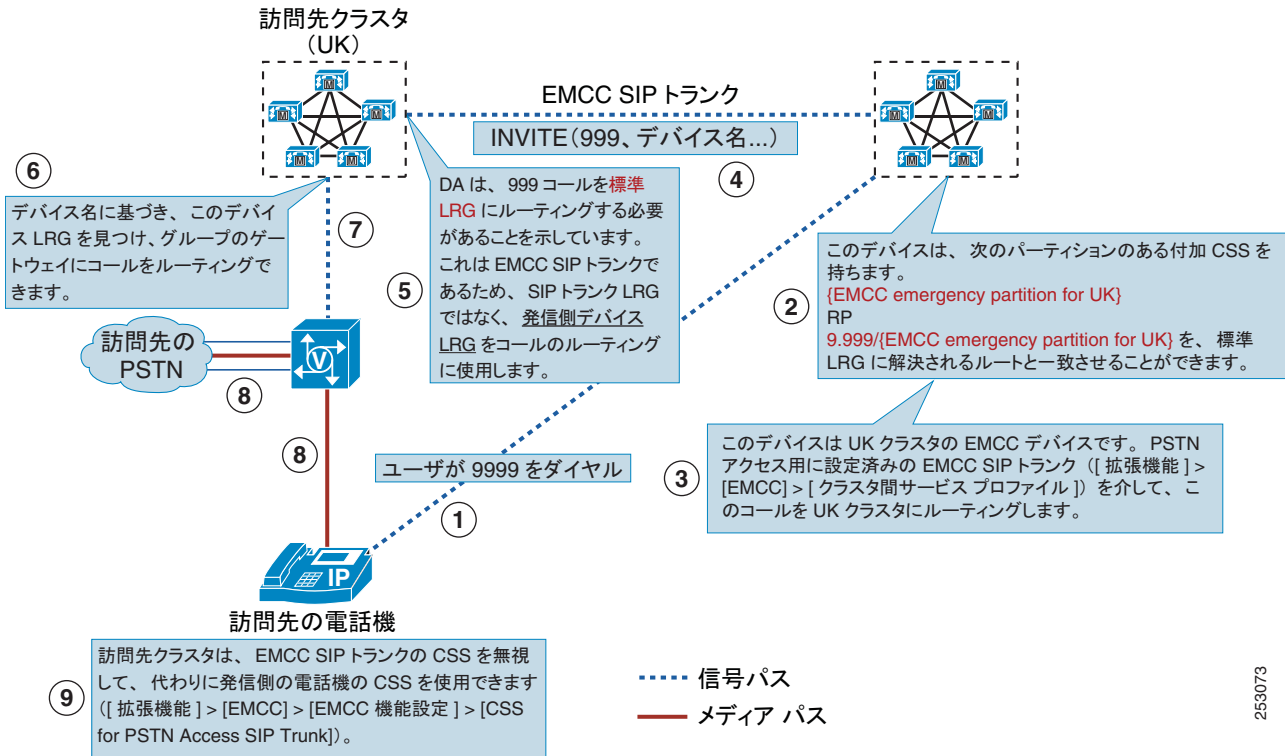 訪問先クラスタ
（UK）
EMCC SIP トランク
INVITE（999、デバイス名...）
4
6
デバイス名に基づき、このデバイ
ス LRG を見つけ、グループのゲー
トウェイにコールをルーティングで
きます。
7
DA は、 999 コールを標準
LRG にルーティングする必要
があることを示しています。
これは EMCC SIP トランクで
あるため、 SIP トランク LRG
ではなく、 発信側デバイス
LRG をコールのルーティング
に使用します。
5
このデバイスは、 次のパーティションのある付加 CSS を
持ちます。
{EMCC emergency partition for UK}
RP
9.999/{EMCC emergency partition for UK} を、標準
LRG に解決されるルートと一致させることができます。
2
訪問先の
PSTN
V
8
8
ユーザが 9999 をダイヤル
1
このデバイスは UK クラスタの EMCC デバイスです。 PSTN
アクセス用に設定済みの EMCC SIP トランク （[ 拡張機能 ] >
[EMCC] > [ クラスタ間サービス プロファイル ]） を介して、こ
のコールを UK クラスタにルーティングします。
3
IP
訪問先の電話機
訪問先クラスタは、 EMCC SIP トランクの CSS を無視
して、代わりに発信側の電話機の CSS を使用できます
（[ 拡張機能 ] > [EMCC] > [EMCC 機能設定 ] > [CSS
for PSTN Access SIP Trunk]）。
9
信号パス
メディア パス
253073
M
M
M
M
M
M
M
M
M
M